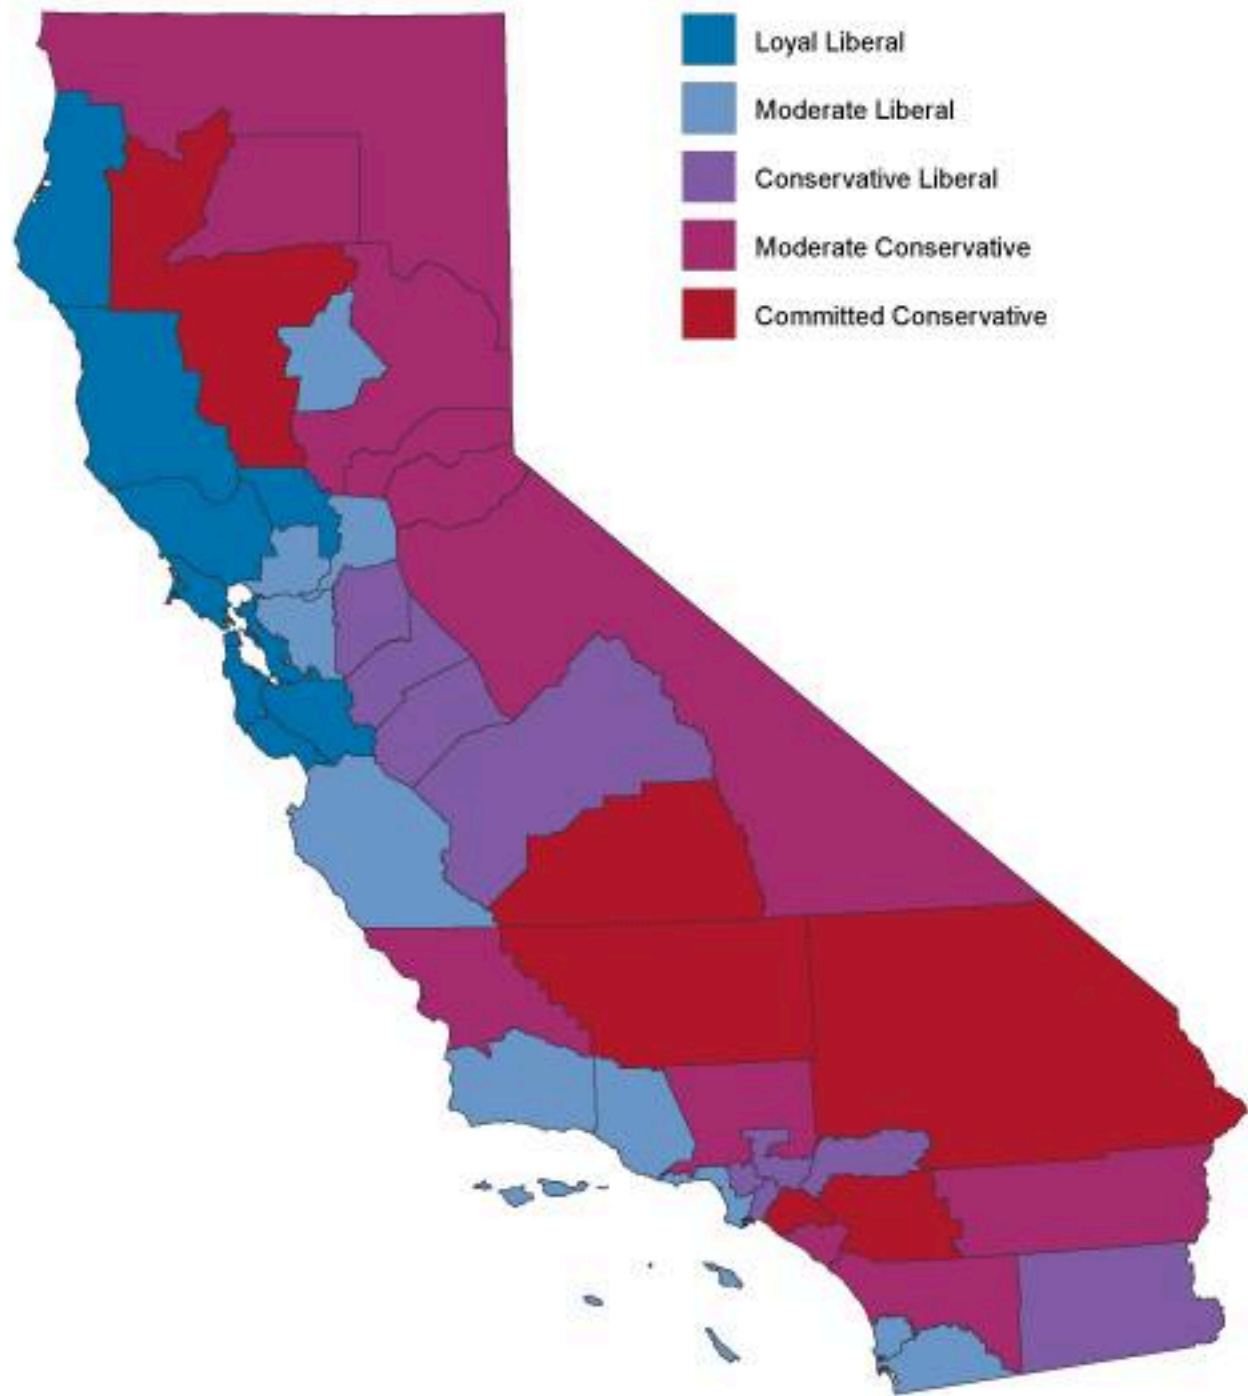 Loyal Liberal
Moderate Liberal
Conservative Liberal
Moderate Conservative
Committed Conservative